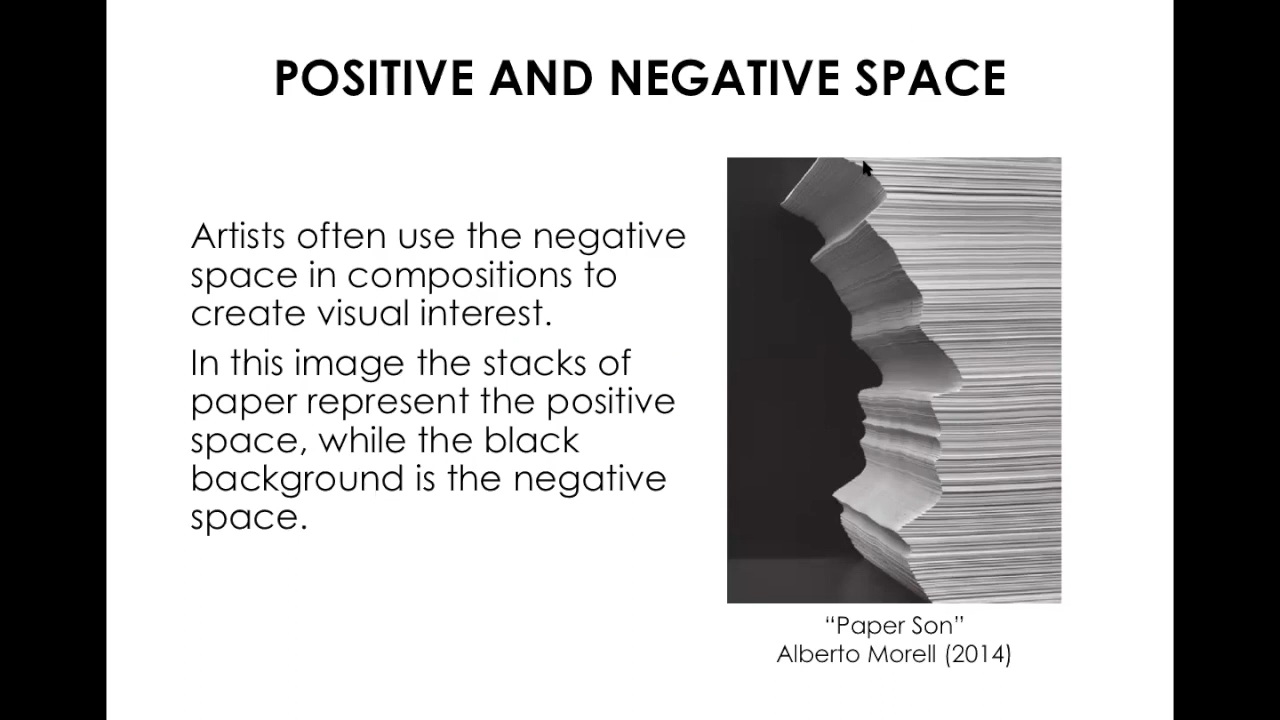 POSITIVE AND NEGATIVE SPACE
Artists often use the negative
space in compositions to
create visual interest.
In this image the stacks of
paper represent the positive
space, while the black
background is the negative
space.
“Paper Son”
Alberto Morell (2014)